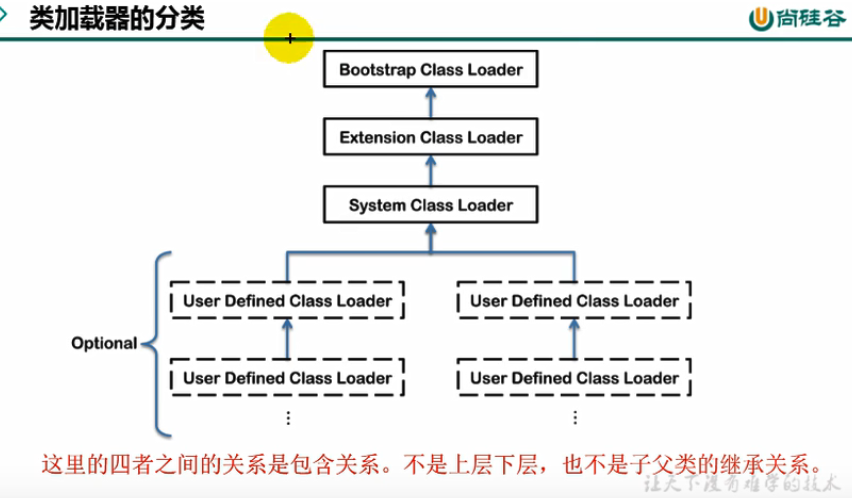 类加载器的分类
尚硅谷
Bootstrap Class Loader
Extension Class Loader
System Class Loader
User Defined Class Loader
User Defined Class Loader
Optional
User Defined Class Loader
User Defined Class Loader
这里的四者之间的关系是包含关系。不是上层下层，也不是子父类的继承关系。
让天下没有难学的技术